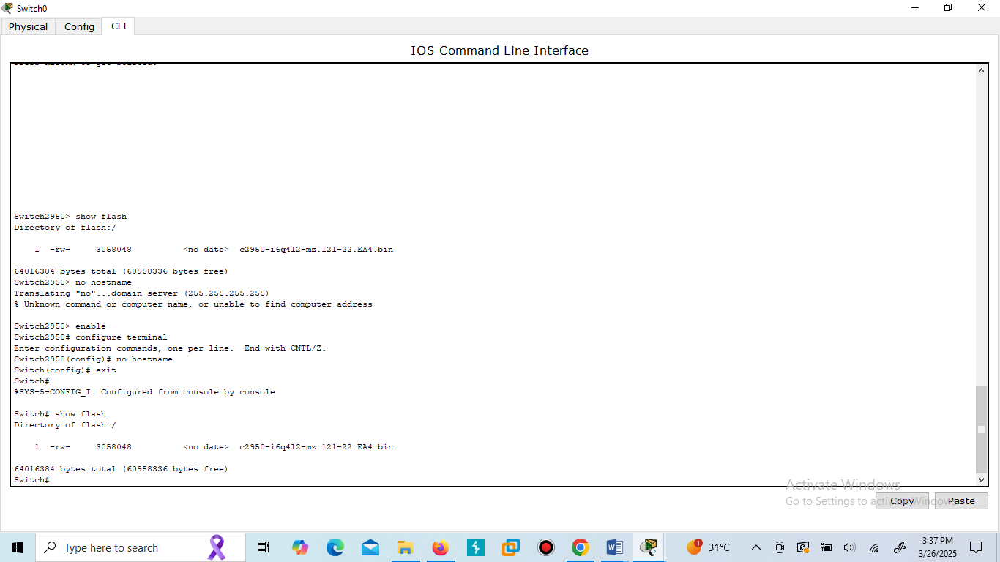 Switch0
Physical Config CLI
IOS Command Line Interface
Switch2950> show flash
Directory of flash:/
1 -rw- 3058048 <no date> c2950-i6q4l2-mz.121-22.EA4.bin
64016384 bytes total (60958336 bytes free)
Switch2950> no hostname
Translating "no"...domain server (255.255.255.255)
% Unknown command or computer name, or unable to find computer address
Switch2950> enable
Switch2950# configure terminal
Enter configuration commands, one per line. End with CNTL/Z.
Switch2950(config)# no hostname
Switch(config)# exit
Switch#
%SYS-5-CONFIG_I: Configured from console by console
Switch# show flash
Directory of flash:/
1 -rw- 3058048 <no date> c2950-i6q4l2-mz.121-22.EA4.bin
64016384 bytes total (60958336 bytes free)
Switch#
Activate Windows
Go to Settings to activate Windows.
Copy Paste
Type here to search
1
31°C
3:37 PM
3/26/2025